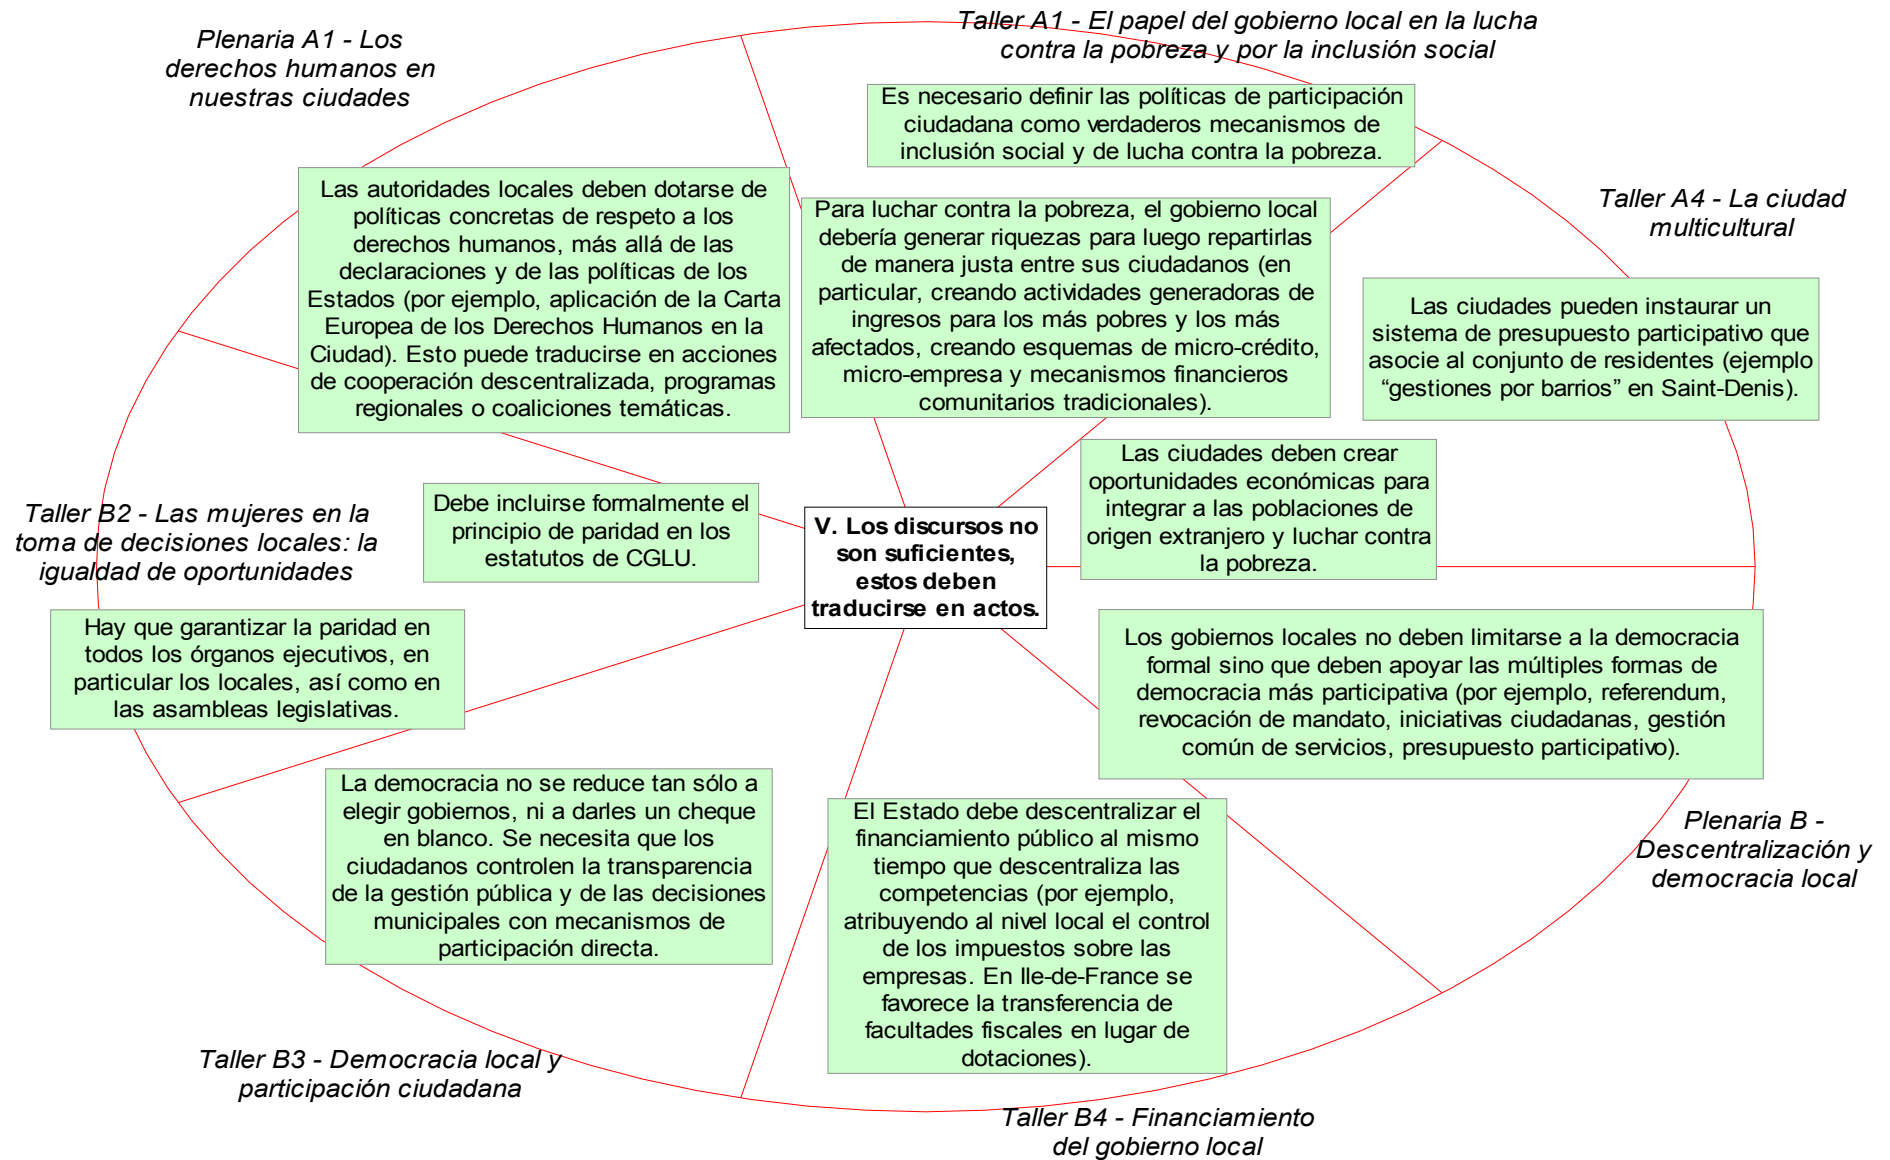 Plenaria A1 - Los
derechos humanos en
nuestras ciudades
Taller A1 - El papel del gobierno local en la lucha
contra la pobreza y por la inclusión social
Es necesario definir las políticas de participación
ciudadana como verdaderos mecanismos de
inclusión social y de lucha contra la pobreza.
Las autoridades locales deben dotarse de
políticas concretas de respeto a los
derechos humanos, más allá de las
declaraciones y de las políticas de los
Estados (por ejemplo, aplicación de la Carta
Europea de los Derechos Humanos en la
Ciudad). Esto puede traducirse en acciones
de cooperación descentralizada, programas
regionales o coaliciones temáticas.
Para luchar contra la pobreza, el gobierno local
debería generar riquezas para luego repartirlas
de manera justa entre sus ciudadanos (en
particular, creando actividades generadoras de
ingresos para los más pobres y los más
afectados, creando esquemas de micro-crédito,
micro-empresa y mecanismos financieros
comunitarios tradicionales).
Taller A4 - La ciudad
multicultural
Las ciudades pueden instaurar un
sistema de presupuesto participativo que
asocie al conjunto de residentes (ejemplo
“gestiones por barrios” en Saint-Denis).
Las ciudades deben crear
oportunidades económicas para
integrar a las poblaciones de
origen extranjero y luchar contra
la pobreza.
Taller B2 - Las mujeres en la
toma de decisiones locales: la
igualdad de oportunidades
Debe incluirse formalmente el
principio de paridad en los
estatutos de CGLU.
V. Los discursos no
son suficientes,
estos deben
traducirse en actos.
Hay que garantizar la paridad en
todos los órganos ejecutivos, en
particular los locales, así como en
las asambleas legislativas.
Los gobiernos locales no deben limitarse a la democracia
formal sino que deben apoyar las múltiples formas de
democracia más participativa (por ejemplo, referendum,
revocación de mandato, iniciativas ciudadanas, gestión
común de servicios, presupuesto participativo).
La democracia no se reduce tan sólo a
elegir gobiernos, ni a darles un cheque
en blanco. Se necesita que los
ciudadanos controlen la transparencia
de la gestión pública y de las decisiones
municipales con mecanismos de
participación directa.
El Estado debe descentralizar el
financiamiento público al mismo
tiempo que descentraliza las
competencias (por ejemplo,
atribuyendo al nivel local el control
de los impuestos sobre las
empresas. En Ile-de-France se
favorece la transferencia de
facultades fiscales en lugar de
dotaciones).
Plenaria B -
Descentralización y
democracia local
Taller B3 - Democracia local y
participación ciudadana
Taller B4 - Financiamiento
del gobierno local